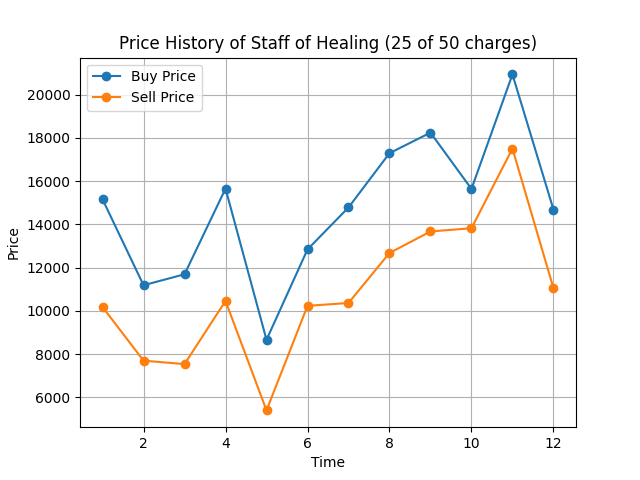 Price History of Staff of Healing (25 of 50 charges)
Buy Price
Sell Price
20000
18000
16000
14000
12000
10000
8000
6000
Price
2 4 6 8 10 12
Time